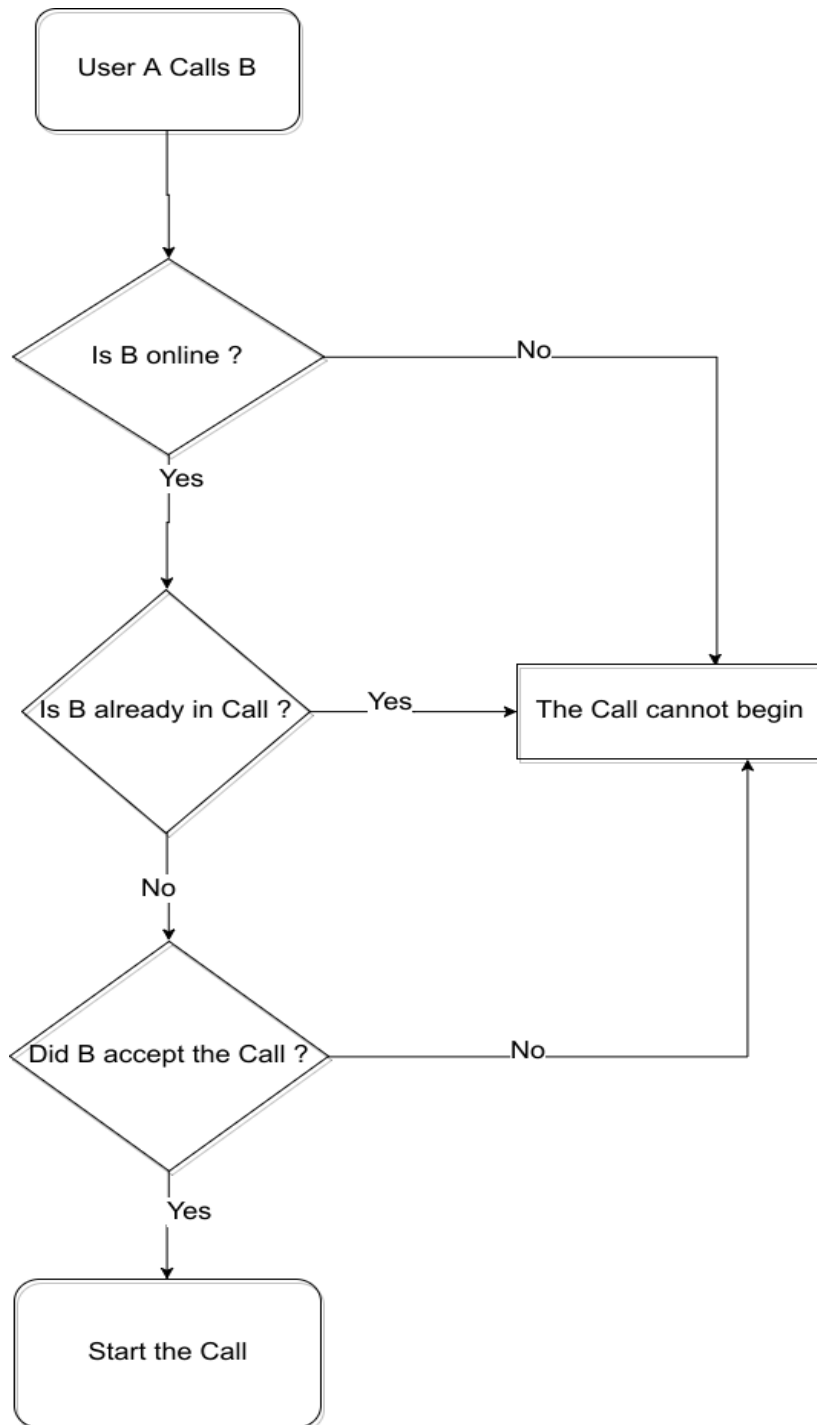 User A Calls B
Is B online ?
No
Yes
Is B already in Call ?
Yes
The Call cannot begin
No
Did B accept the Call ?
No
Yes
Start the Call